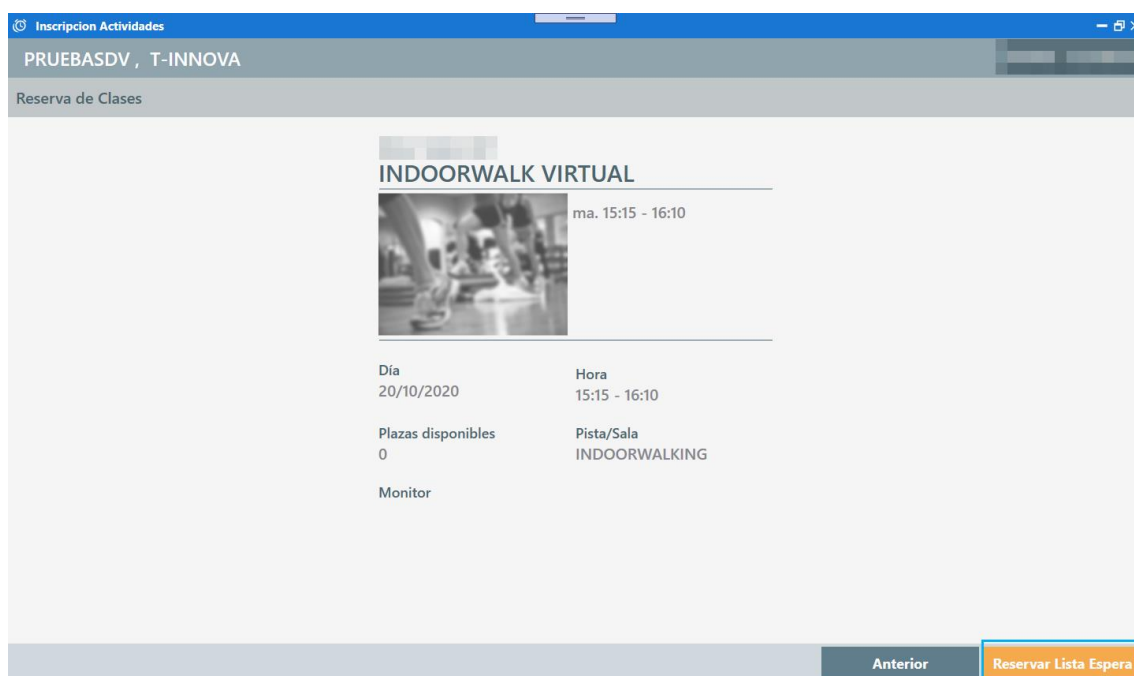 Inscripcion Actividades
PRUEBASDV , T-INNOVA
Reserva de Clases
INDOORWALK VIRTUAL
ma. 15:15 - 16:10
Día
20/10/2020
Hora
15:15 - 16:10
Plazas disponibles
0
Pista/Sala
INDOORWALKING
Monitor
Anterior
Reservar Lista Espera